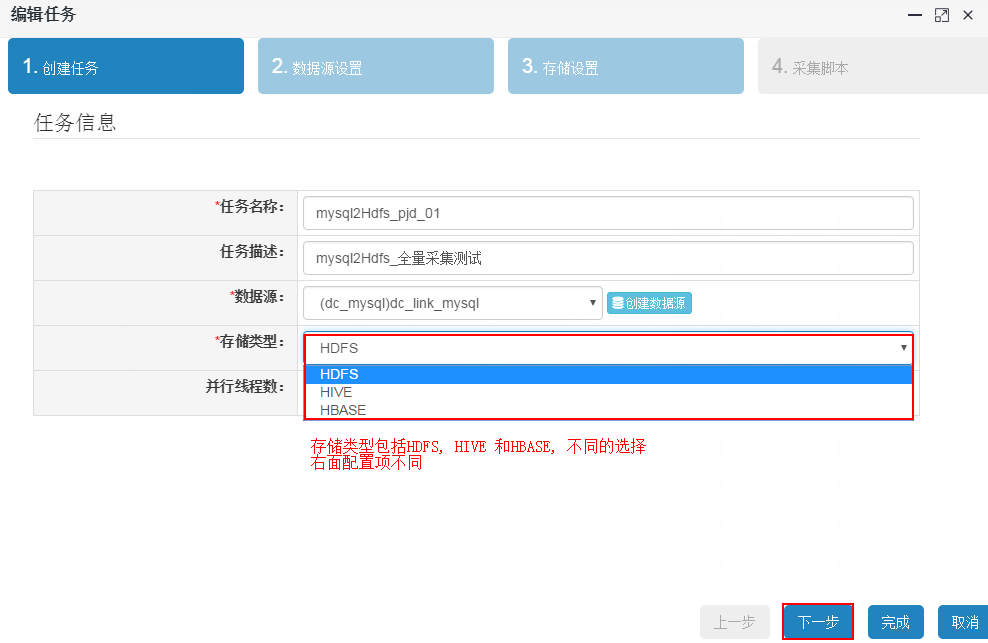 编辑任务
1. 创建任务
2. 数据源设置
3. 存储设置
4. 采集脚本
任务信息
*任务名称：
mysql2Hdfs_pjd_01
任务描述：
mysql2Hdfs_全量采集测试
*数据源：
(dc_mysql)dc_link_mysql
创建数据源
*存储类型：
HDFS
HDFS
HIVE
HBASE
并行线程数：
存储类型包括HDFS, HIVE 和HBASE, 不同的选择
右面配置项不同
上一步
下一步
完成
取消